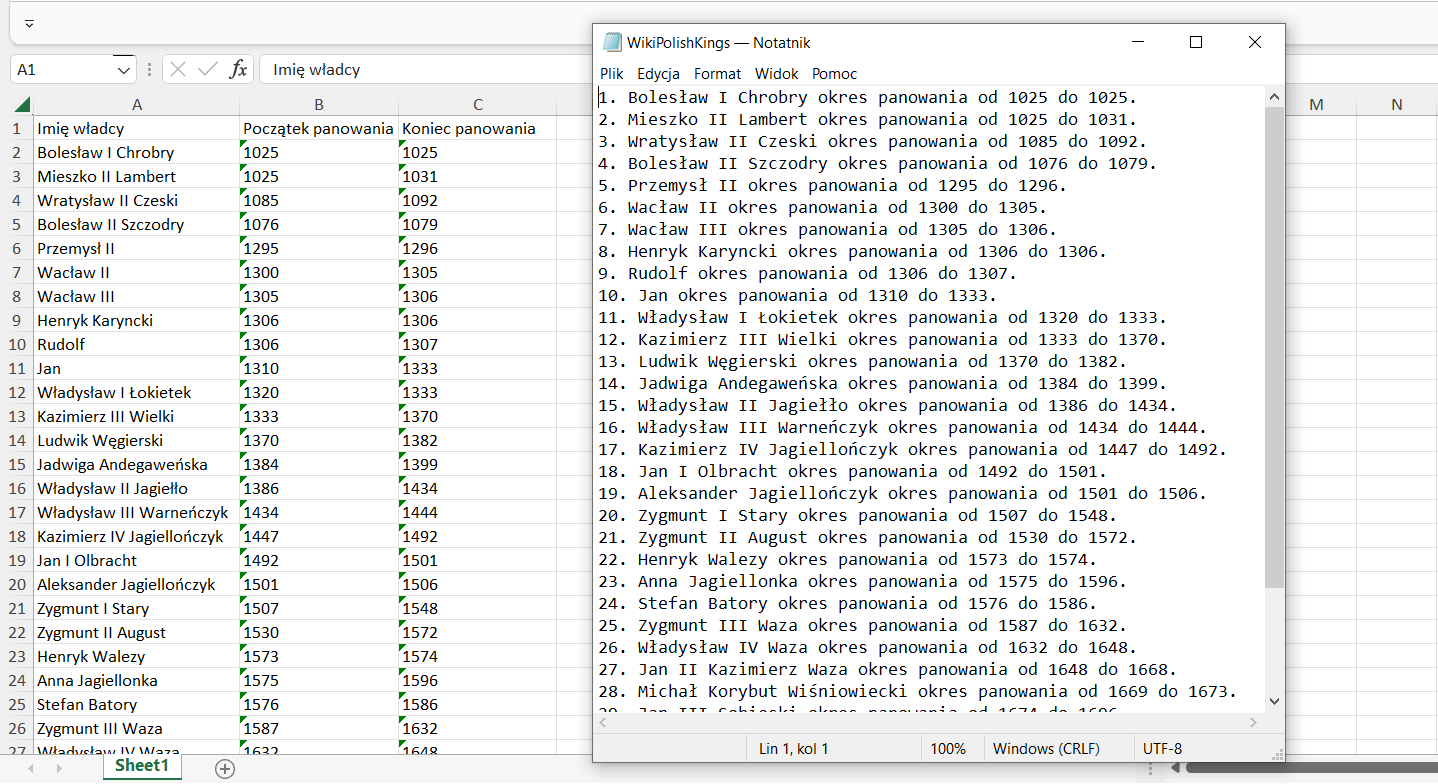 A1
fx
Imię władcy
A B C M N
1 Imię władcy Początek panowania Koniec panowania
2 Bolesław I Chrobry 1025 1025
3 Mieszko II Lambert 1025 1031
4 Wratysław II Czeski 1085 1092
5 Bolesław II Szczodry 1076 1079
6 Przemysł II 1295 1296
7 Wacław II 1300 1305
8 Wacław III 1305 1306
9 Henryk Karyncki 1306 1306
10 Rudolf 1306 1307
11 Jan 1310 1333
12 Władysław I Łokietek 1320 1333
13 Kazimierz III Wielki 1333 1370
14 Ludwik Węgierski 1370 1382
15 Jadwiga Andegaweńska 1384 1399
16 Władysław II Jagiełło 1386 1434
17 Władysław III Warneńczyk 1434 1444
18 Kazimierz IV Jagiellończyk 1447 1492
19 Jan I Olbracht 1492 1501
20 Aleksander Jagiellończyk 1501 1506
21 Zygmunt I Stary 1507 1548
22 Zygmunt II August 1530 1572
23 Henryk Walezy 1573 1574
24 Anna Jagiellonka 1575 1596
25 Stefan Batory 1576 1586
26 Zygmunt III Waza 1587 1632
27 Władysław IV Waza 1632 1648
Sheet1
WikiPolishKings — Notatnik
Plik Edycja Format Widok Pomoc
1. Bolesław I Chrobry okres panowania od 1025 do 1025.
2. Mieszko II Lambert okres panowania od 1025 do 1031.
3. Wratysław II Czeski okres panowania od 1085 do 1092.
4. Bolesław II Szczodry okres panowania od 1076 do 1079.
5. Przemysł II okres panowania od 1295 do 1296.
6. Wacław II okres panowania od 1300 do 1305.
7. Wacław III okres panowania od 1305 do 1306.
8. Henryk Karyncki okres panowania od 1306 do 1306.
9. Rudolf okres panowania od 1306 do 1307.
10. Jan okres panowania od 1310 do 1333.
11. Władysław I Łokietek okres panowania od 1320 do 1333.
12. Kazimierz III Wielki okres panowania od 1333 do 1370.
13. Ludwik Węgierski okres panowania od 1370 do 1382.
14. Jadwiga Andegaweńska okres panowania od 1384 do 1399.
15. Władysław II Jagiełło okres panowania od 1386 do 1434.
16. Władysław III Warneńczyk okres panowania od 1434 do 1444.
17. Kazimierz IV Jagiellończyk okres panowania od 1447 do 1492.
18. Jan I Olbracht okres panowania od 1492 do 1501.
19. Aleksander Jagiellończyk okres panowania od 1501 do 1506.
20. Zygmunt I Stary okres panowania od 1507 do 1548.
21. Zygmunt II August okres panowania od 1530 do 1572.
22. Henryk Walezy okres panowania od 1573 do 1574.
23. Anna Jagiellonka okres panowania od 1575 do 1596.
24. Stefan Batory okres panowania od 1576 do 1586.
25. Zygmunt III Waza okres panowania od 1587 do 1632.
26. Władysław IV Waza okres panowania od 1632 do 1648.
27. Jan II Kazimierz Waza okres panowania od 1648 do 1668.
28. Michał Korybut Wiśniowiecki okres panowania od 1669 do 1673.
29. Jan III Sobieski okres panowania od 1674 do 1696.
Lin 1, kol 1 100% Windows (CRLF) UTF-8